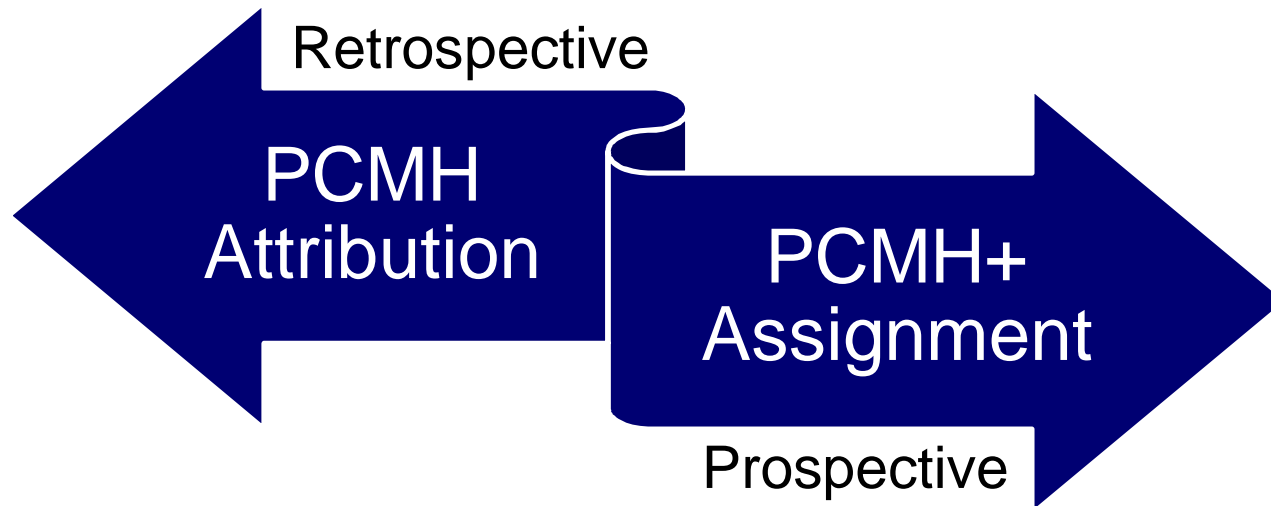 Retrospective
PCMH
Attribution
PCMH+
Assignment
Prospective